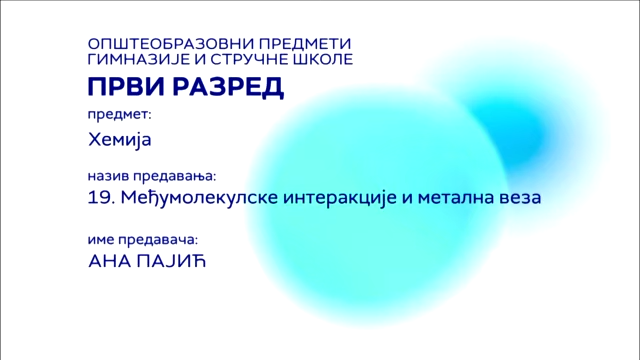 ОПШТЕОБРАЗОВНИ ПРЕДМЕТИ
ГИМНАЗИЈЕ И СТРУЧНЕ ШКОЛЕ
ПРВИ РАЗРЕД
предмет:
Хемија
назив предавања:
19. Међумолекулске интеракције и метална веза
име предавача:
АНА ПАЈИЋ